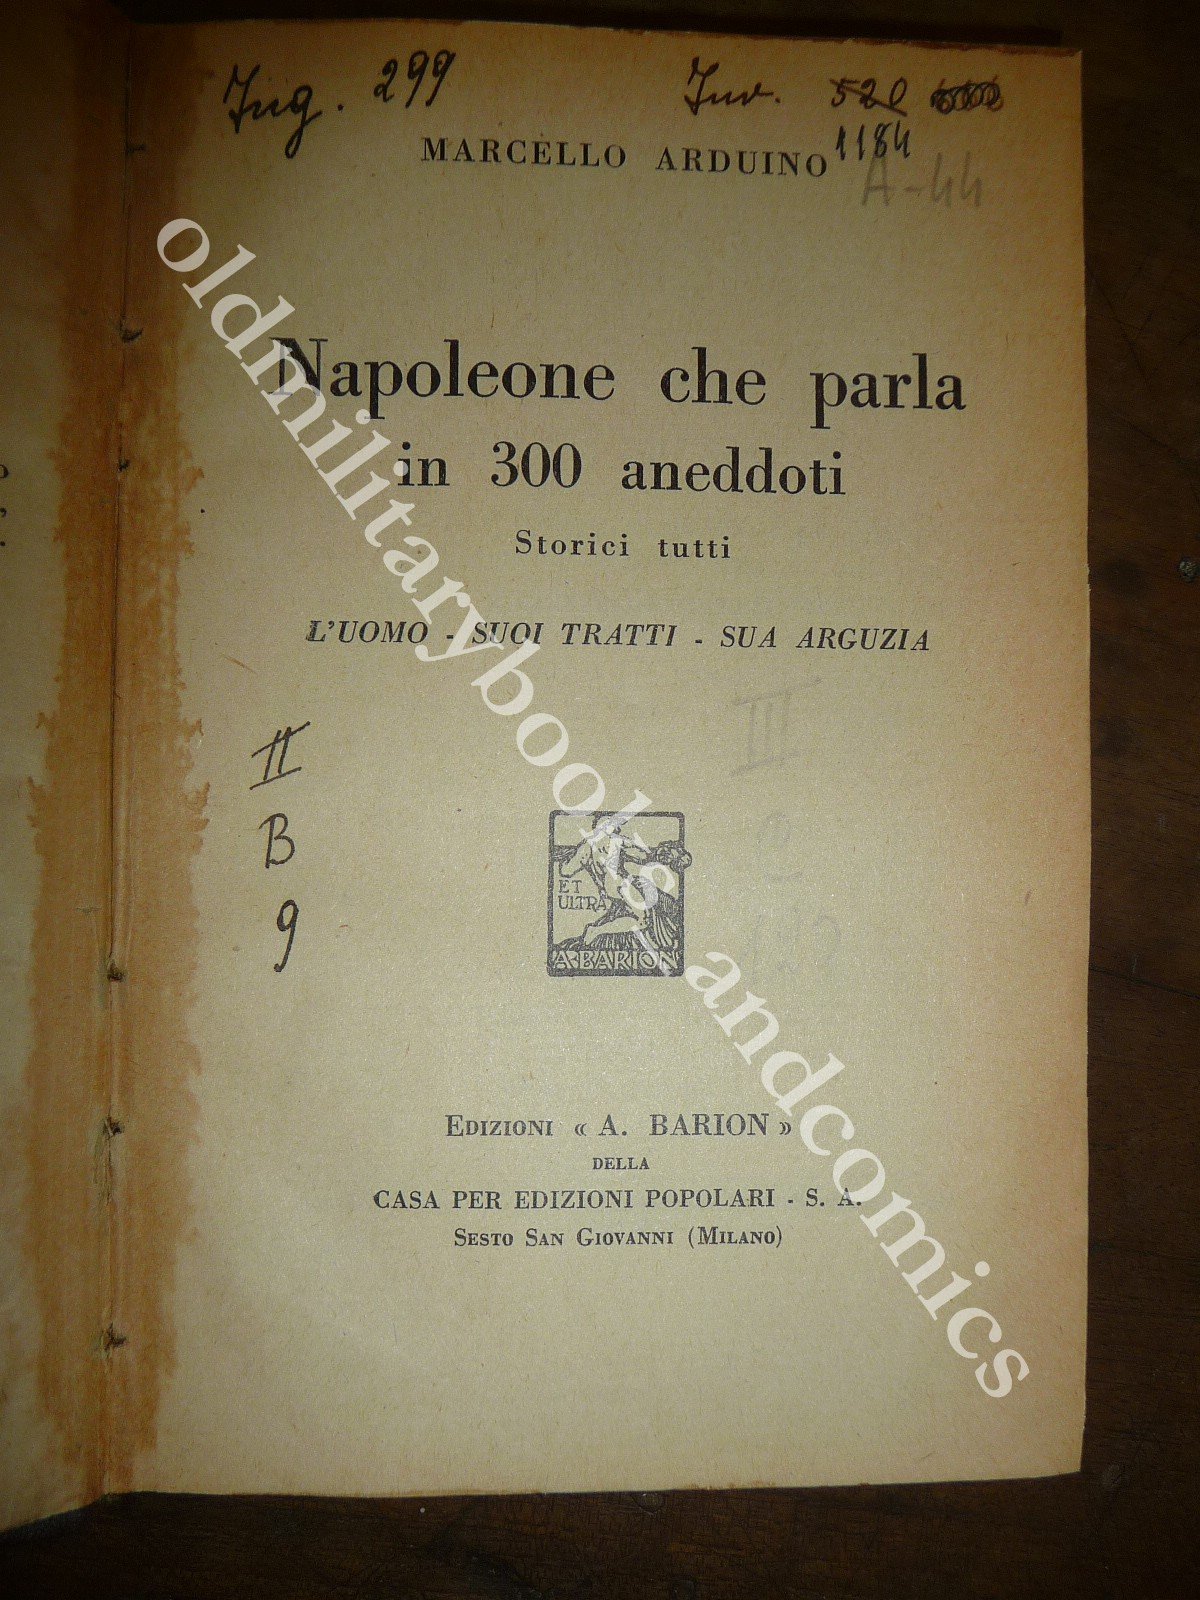 Ing. 299 Inv. 520
1184
MARCELLO ARDUINO
A-44
Napoleone che parla
in 300 aneddoti
Storici tutti
L'UOMO - SUOI TRATTI - SUA ARGUZIA
II
B
9
III
ET
ULTRA
A·BARION
EDIZIONI « A. BARION »
DELLA
CASA PER EDIZIONI POPOLARI - S. A.
SESTO SAN GIOVANNI (MILANO)
oldmilitarybooks_andcomics